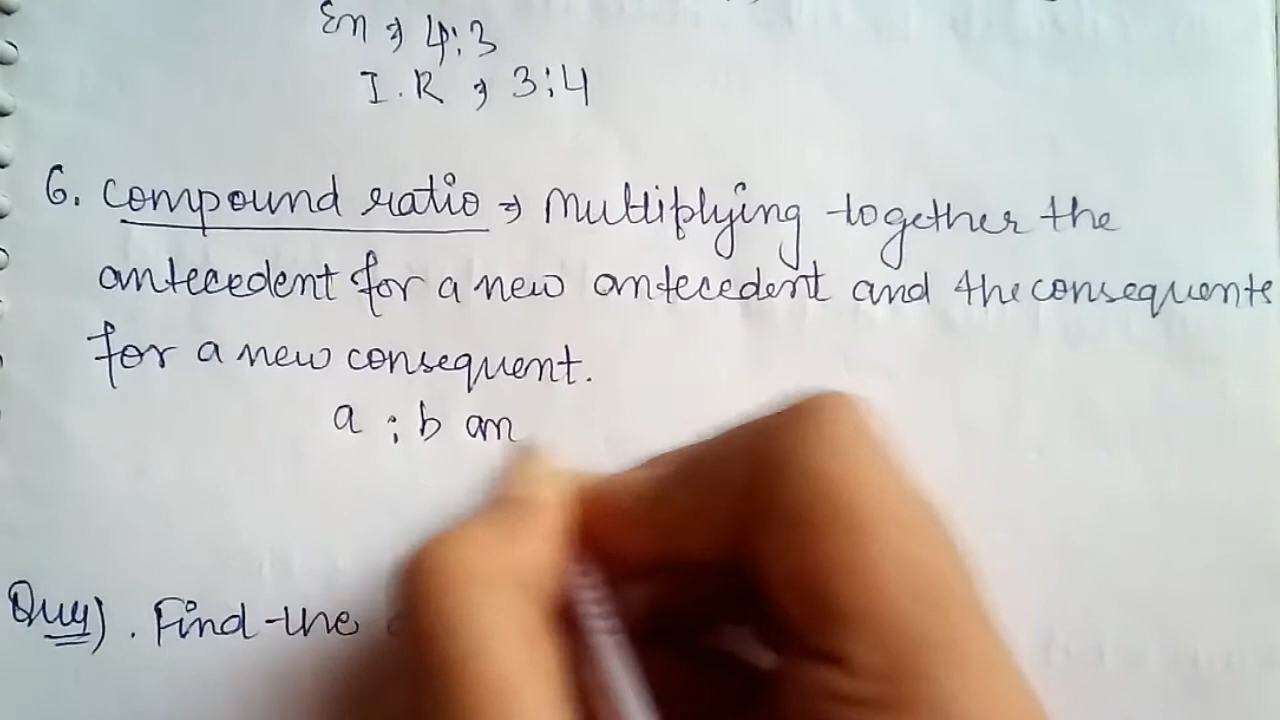 En → 4:3
I.R → 3:4
6. Compound ratio → Multiplying together the
antecedent for a new antecedent and the consequents
for a new consequent.
a : b an
Find the